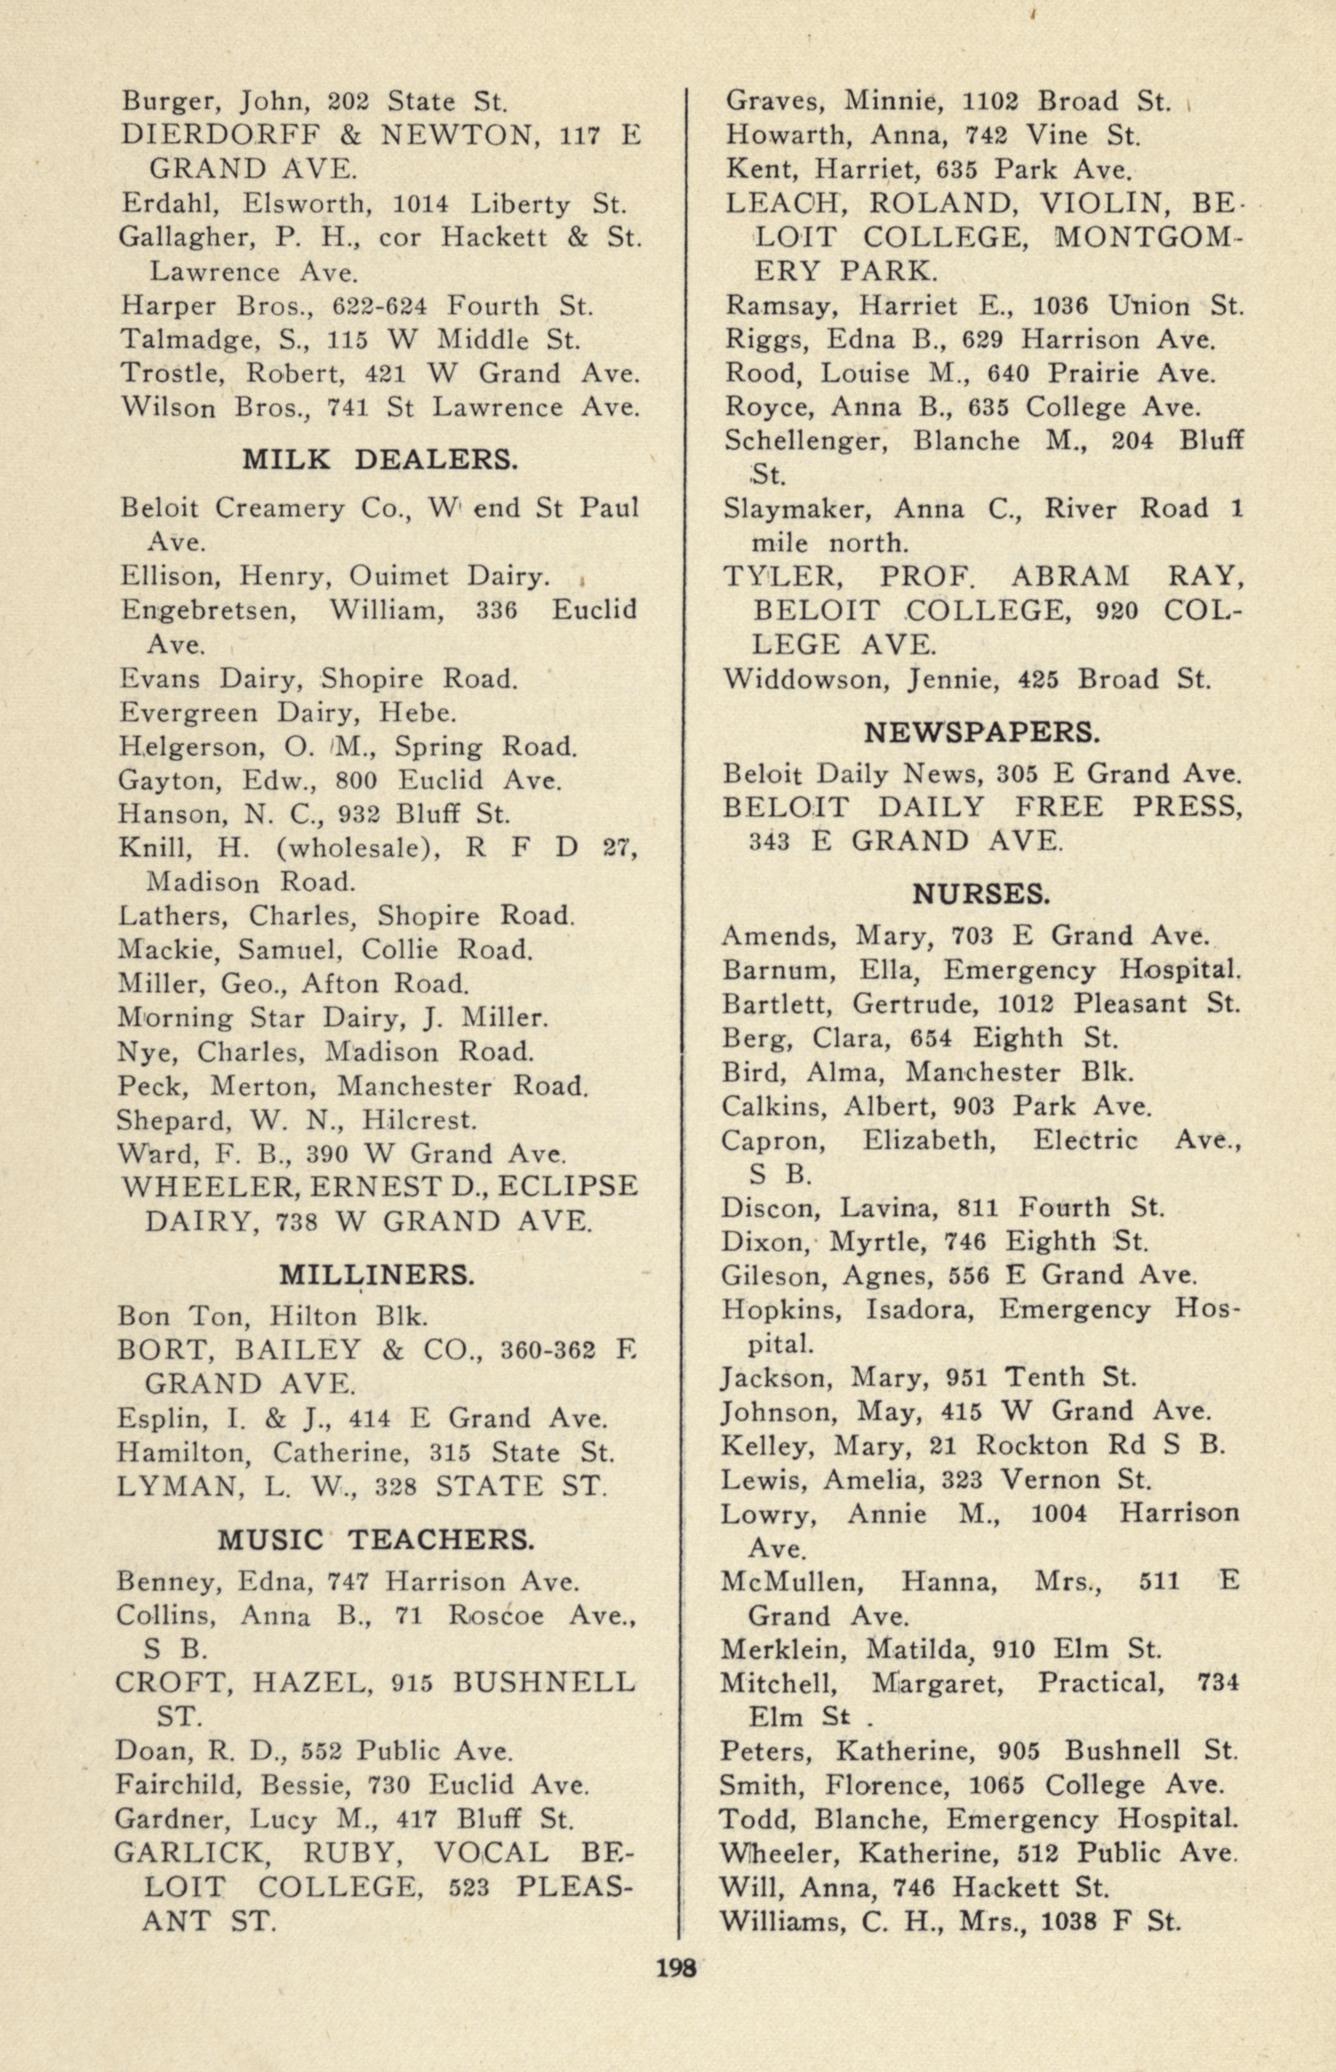 Burger, John, 202 State St.
DIERDORFF & NEWTON, 117 E
GRAND AVE.
Erdahl, Elsworth, 1014 Liberty St.
Gallagher, P. H., cor Hackett & St.
Lawrence Ave.
Harper Bros., 622-624 Fourth St.
Talmadge, S., 115 W Middle St.
Trostle, Robert, 421 W Grand Ave.
Wilson Bros., 741 St Lawrence Ave.
MILK DEALERS.
Beloit Creamery Co., W end St Paul
Ave.
Ellison, Henry, Ouimet Dairy.
Engebretsen, William, 336 Euclid
Ave.
Evans Dairy, Shopire Road.
Evergreen Dairy, Hebe.
Helgerson, O. M., Spring Road.
Gayton, Edw., 800 Euclid Ave.
Hanson, N. C., 932 Bluff St.
Knill, H. (wholesale), R F D 27,
Madison Road.
Lathers, Charles, Shopire Road.
Mackie, Samuel, Collie Road.
Miller, Geo., Afton Road.
Morning Star Dairy, J. Miller.
Nye, Charles, Madison Road.
Peck, Merton, Manchester Road.
Shepard, W. N., Hilcrest.
Ward, F. B., 390 W Grand Ave.
WHEELER, ERNEST D., ECLIPSE
DAIRY, 738 W GRAND AVE.
MILLINERS.
Bon Ton, Hilton Blk.
BORT, BAILEY & CO., 360-362 E
GRAND AVE.
Esplin, I. & J., 414 E Grand Ave.
Hamilton, Catherine, 315 State St.
LYMAN, L. W., 328 STATE ST.
MUSIC TEACHERS.
Benney, Edna, 747 Harrison Ave.
Collins, Anna B., 71 Roscoe Ave.,
S B.
CROFT, HAZEL, 915 BUSHNELL
ST.
Doan, R. D., 552 Public Ave.
Fairchild, Bessie, 730 Euclid Ave.
Gardner, Lucy M., 417 Bluff St.
GARLICK, RUBY, VOCAL BE-
LOIT COLLEGE, 523 PLEAS-
ANT ST.
Graves, Minnie, 1102 Broad St.
Howarth, Anna, 742 Vine St.
Kent, Harriet, 635 Park Ave.
LEACH, ROLAND, VIOLIN, BE-
LOIT COLLEGE, MONTGOM-
ERY PARK.
Ramsay, Harriet E., 1036 Union St.
Riggs, Edna B., 629 Harrison Ave.
Rood, Louise M., 640 Prairie Ave.
Royce, Anna B., 635 College Ave.
Schellenger, Blanche M., 204 Bluff
St.
Slaymaker, Anna C., River Road 1
mile north.
TYLER, PROF. ABRAM RAY,
BELOIT COLLEGE, 920 COL-
LEGE AVE.
Widdowson, Jennie, 425 Broad St.
NEWSPAPERS.
Beloit Daily News, 305 E Grand Ave.
BELOIT DAILY FREE PRESS,
343 E GRAND AVE.
NURSES.
Amends, Mary, 703 E Grand Ave.
Barnum, Ella, Emergency Hospital.
Bartlett, Gertrude, 1012 Pleasant St.
Berg, Clara, 654 Eighth St.
Bird, Alma, Manchester Blk.
Calkins, Albert, 903 Park Ave.
Capron, Elizabeth, Electric Ave.,
S B.
Discon, Lavina, 811 Fourth St.
Dixon, Myrtle, 746 Eighth St.
Gileson, Agnes, 556 E Grand Ave.
Hopkins, Isadora, Emergency Hos-
pital.
Jackson, Mary, 951 Tenth St.
Johnson, May, 415 W Grand Ave.
Kelley, Mary, 21 Rockton Rd S B.
Lewis, Amelia, 323 Vernon St.
Lowry, Annie M., 1004 Harrison
Ave.
McMullen, Hanna, Mrs., 511 E
Grand Ave.
Merklein, Matilda, 910 Elm St.
Mitchell, Margaret, Practical, 734
Elm St .
Peters, Katherine, 905 Bushnell St.
Smith, Florence, 1065 College Ave.
Todd, Blanche, Emergency Hospital.
Wheeler, Katherine, 512 Public Ave.
Will, Anna, 746 Hackett St.
Williams, C. H., Mrs., 1038 F St.
198